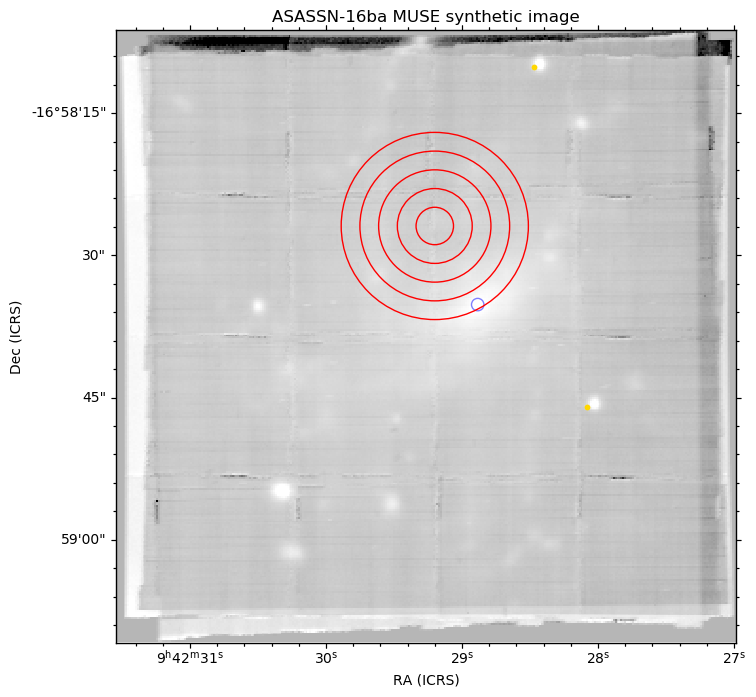 ASASSN-16ba MUSE synthetic image
-16°58'15"
30"
45"
59'00"
Dec (ICRS)
9ʰ42ᵐ31ˢ
30ˢ
29ˢ
28ˢ
27ˢ
RA (ICRS)